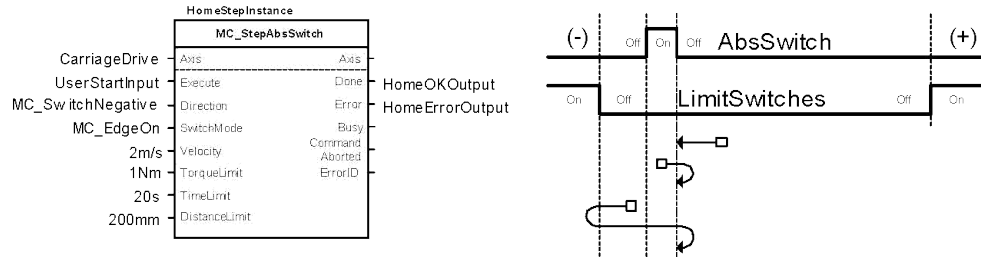 HomeStepInstance
MC_StepAbsSwitch
CarriageDrive Axis Axis
UserStartInput Execute Done HomeOKOutput
MC_SwitchNegative Direction Error HomeErrorOutput
MC_EdgeOn SwitchMode Busy
2m/s Velocity Command Aborted
1Nm TorqueLimit ErrorID
20s TimeLimit
200mm DistanceLimit
(-) Off On Off AbsSwitch (+)
On Off LimitSwitches Off On